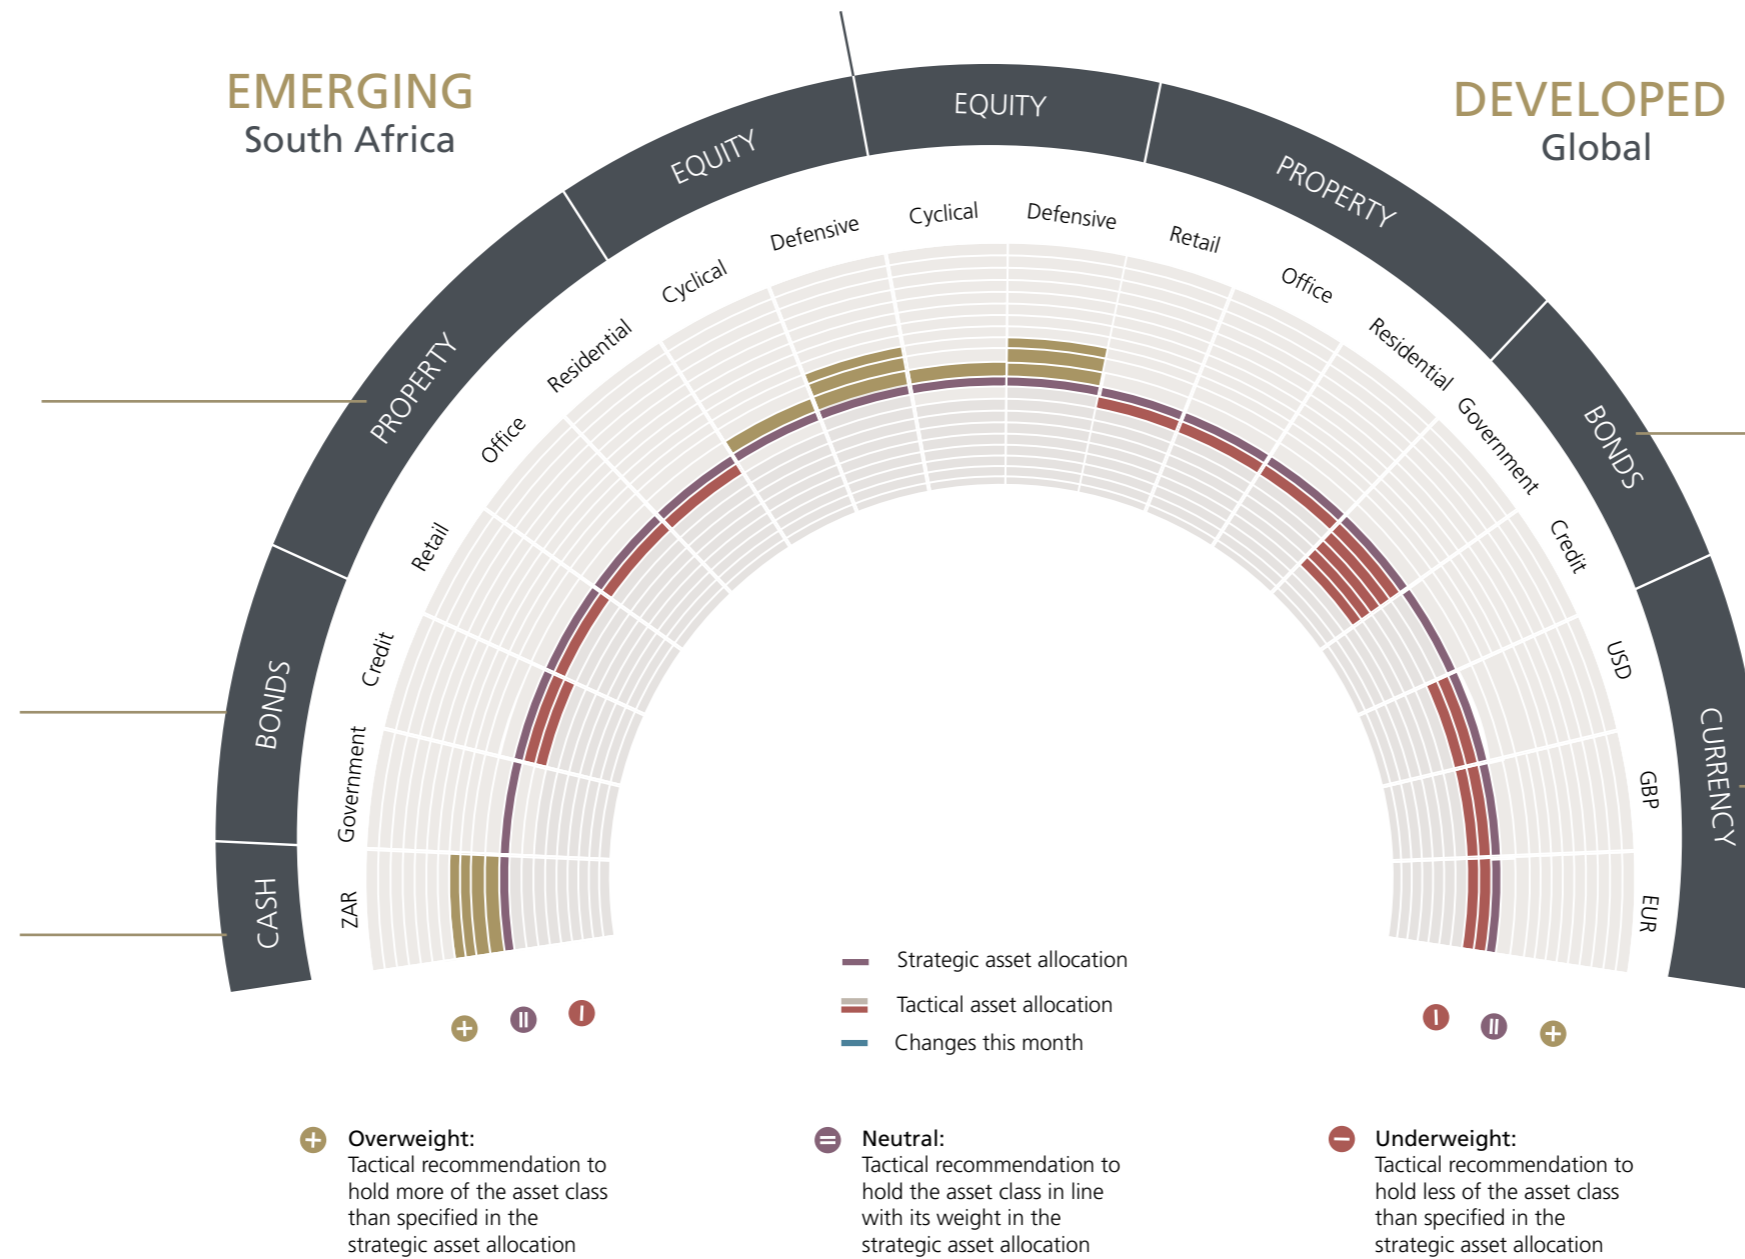 EMERGING
South Africa
DEVELOPED
Global
CASH
BONDS
PROPERTY
EQUITY
EQUITY
PROPERTY
BONDS
CURRENCY
ZAR
Government
Credit
Retail
Office
Residential
Cyclical
Defensive
Cyclical
Defensive
Retail
Office
Residential
Government
Credit
USD
GBP
EUR
Strategic asset allocation
Tactical asset allocation
Changes this month
Overweight:
Tactical recommendation to
hold more of the asset class
than specified in the
strategic asset allocation
Neutral:
Tactical recommendation to
hold the asset class in line
with its weight in the
strategic asset allocation
Underweight:
Tactical recommendation to
hold less of the asset class
than specified in the
strategic asset allocation